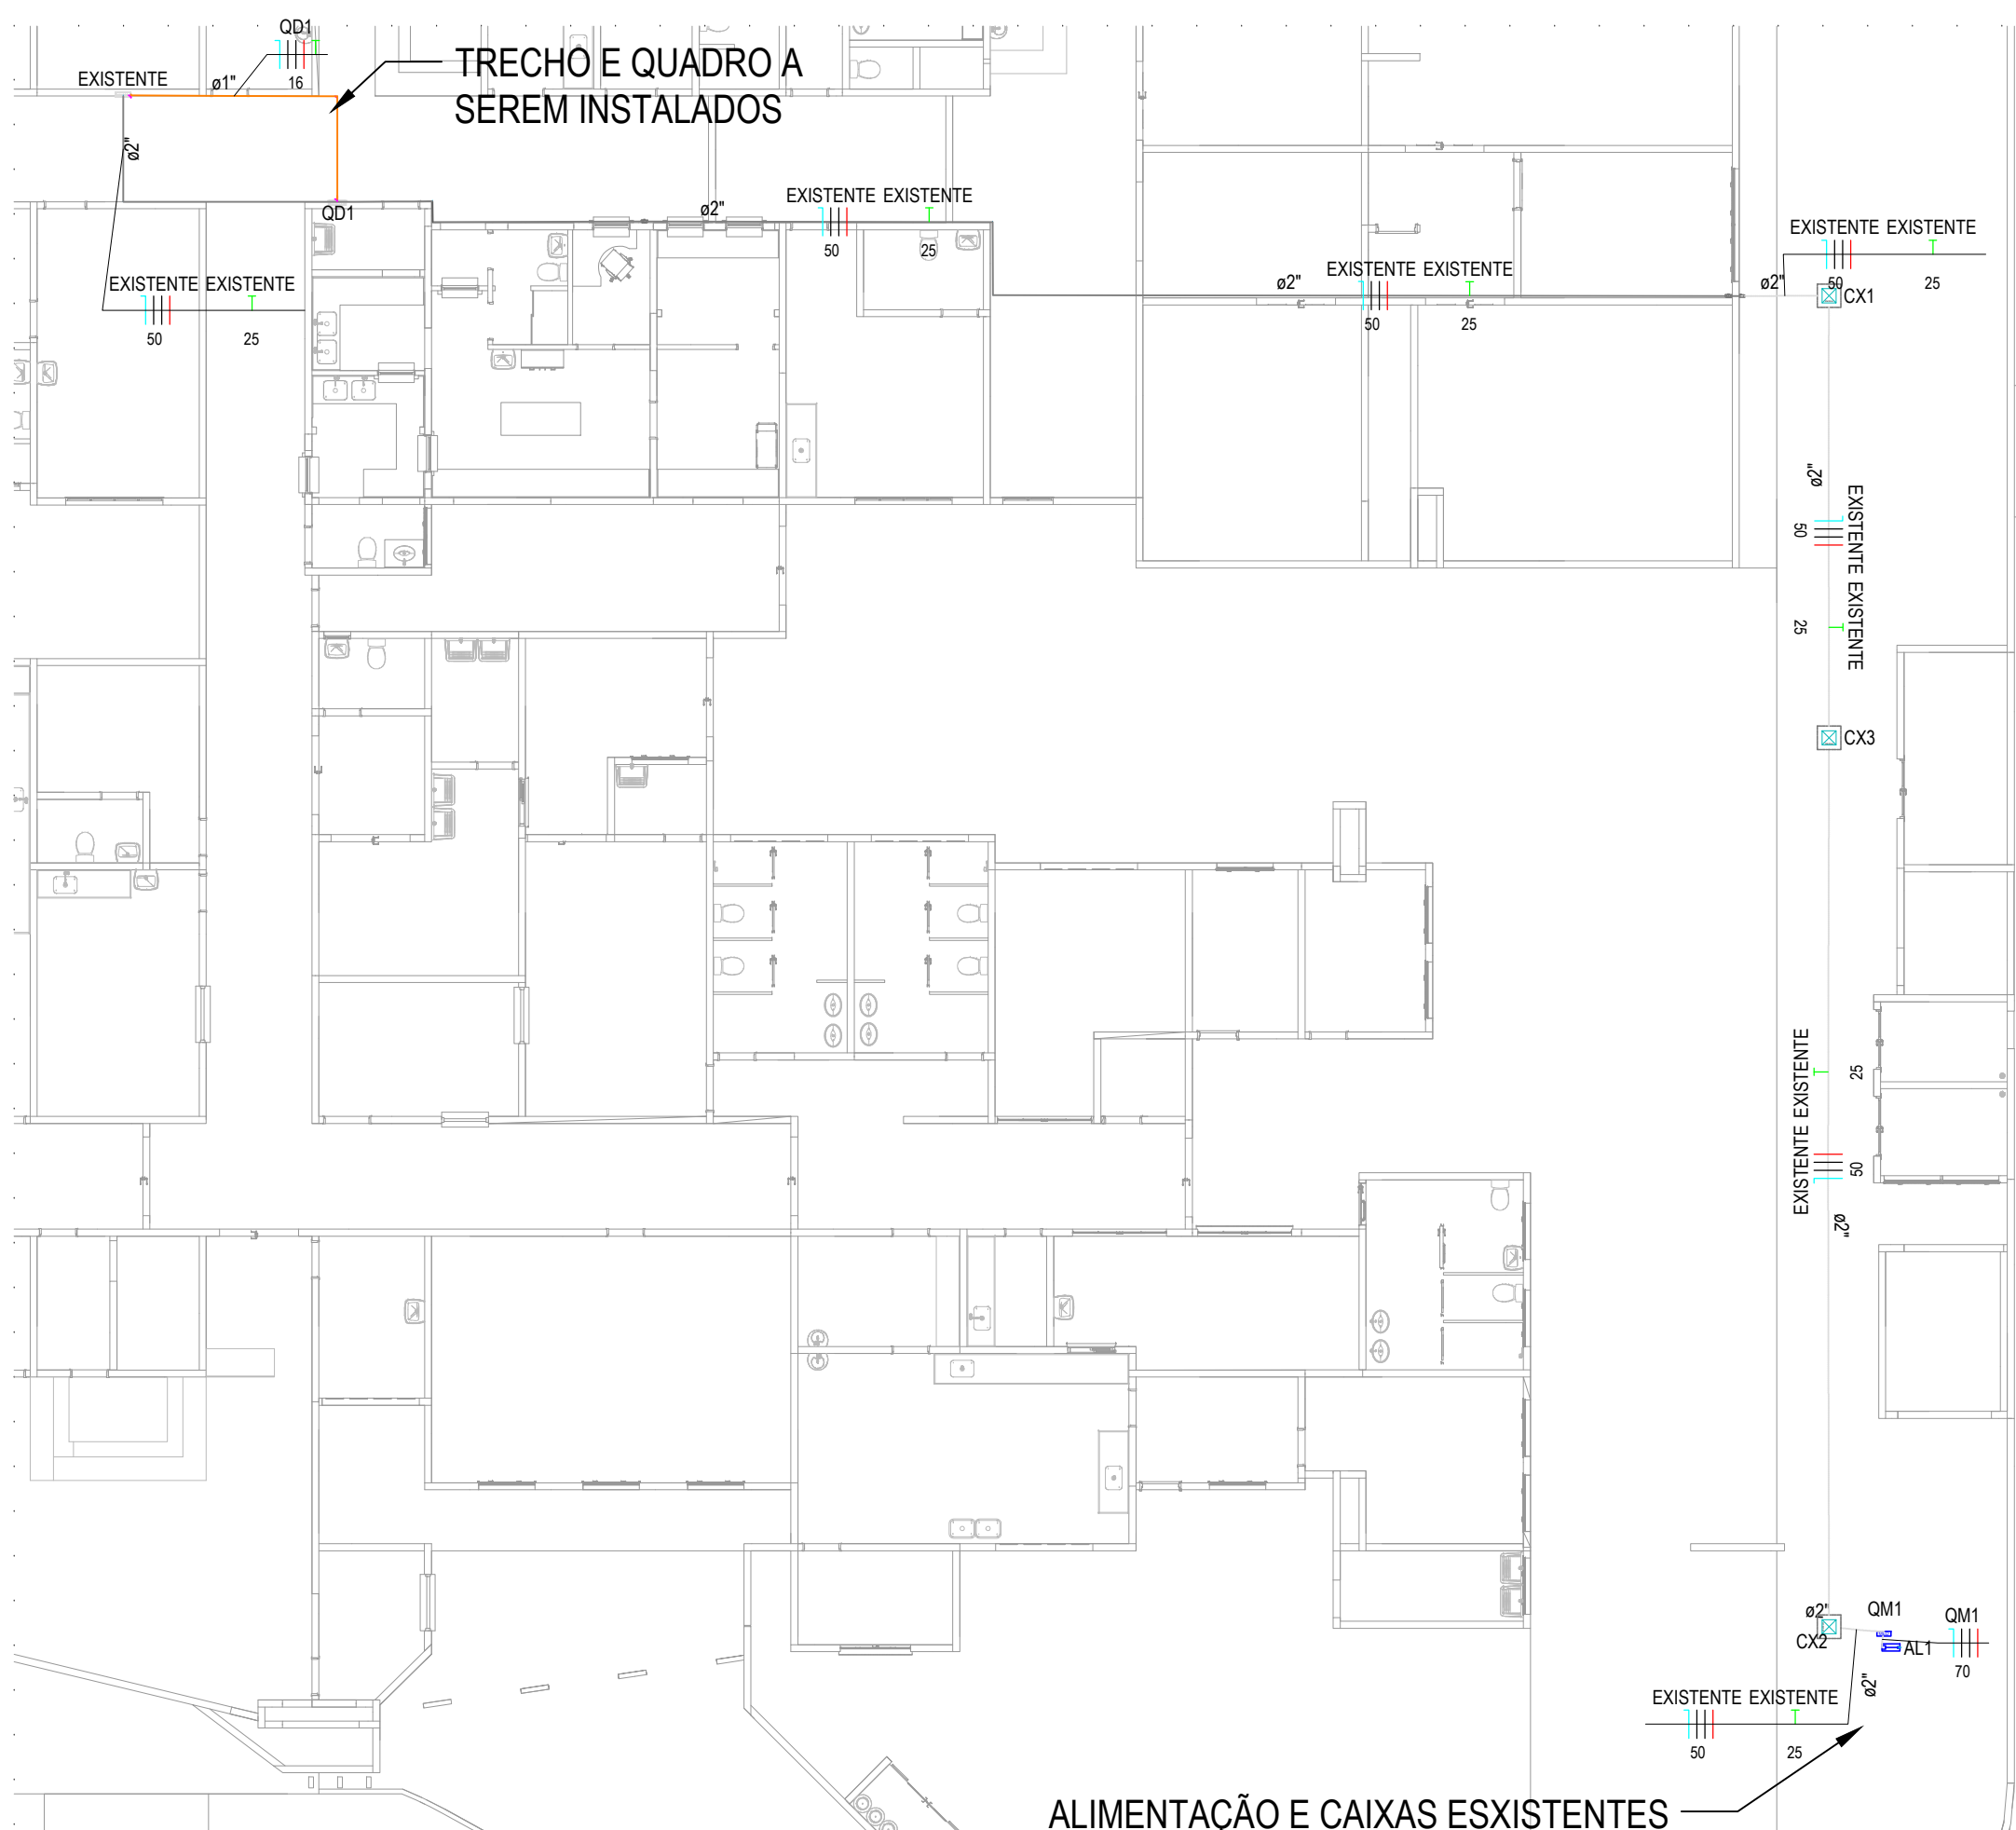 QD1
TRECHO E QUADRO A
SEREM INSTALADOS
EXISTENTE
ø1"
16
ø2"
QD1
EXISTENTE EXISTENTE
50 25
ø2"
EXISTENTE EXISTENTE
50 25
ø2"
EXISTENTE EXISTENTE
50 25
EXISTENTE EXISTENTE
ø2"
50 25
CX1
ø2"
EXISTENTE EXISTENTE
50 25
CX3
EXISTENTE EXISTENTE
50 25
ø2"
ø2"
CX2
QM1
AL1
QM1
70
ø2"
EXISTENTE EXISTENTE
50 25
ALIMENTAÇÃO E CAIXAS ESXISTENTES